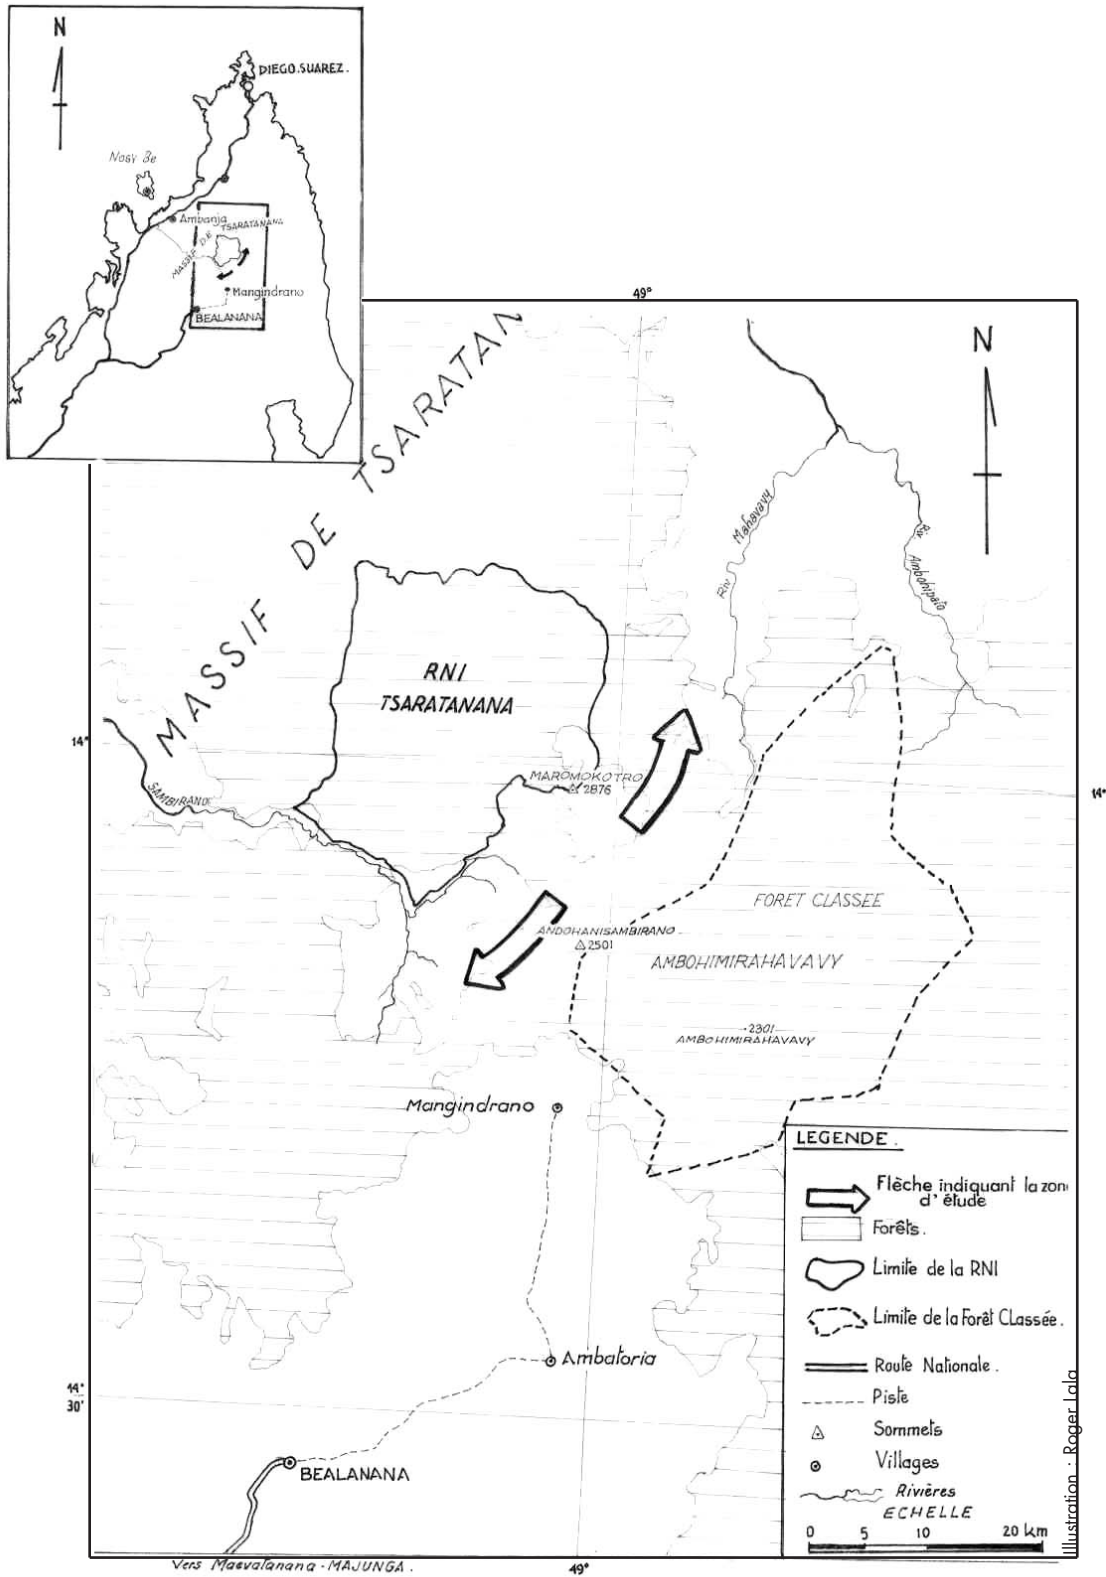 N
DIEGO.SUAREZ.
Nosy Be
Ambanja
MASSIF DE TSARATANANA
Mangindrano
BEALANANA
49°
N
MASSIF DE TSARATAN
Riv Mahavavy
Riv Ambohipato
RNI
TSARATANANA
14°
SAMBIRANO
MAROMOKOTRO
2876
14°
FORET CLASSEE
ANDOHANISAMBIRANO
2501
AMBOHIMIRAHAVAVY
2301
AMBOHIMIRAHAVAVY
Mangindrano
LEGENDE.
Flèche indiquant la zon
d'étude
Forêts.
Limite de la RNI
Limite de la Forêt Classée.
Route Nationale.
Piste
Sommets
Villages
Rivières
ECHELLE
0 5 10 20 km
Ambatoria
14°
30'
BEALANANA
Vers Maevatanana-MAJUNGA.
49°
Illustration : Roger Lala